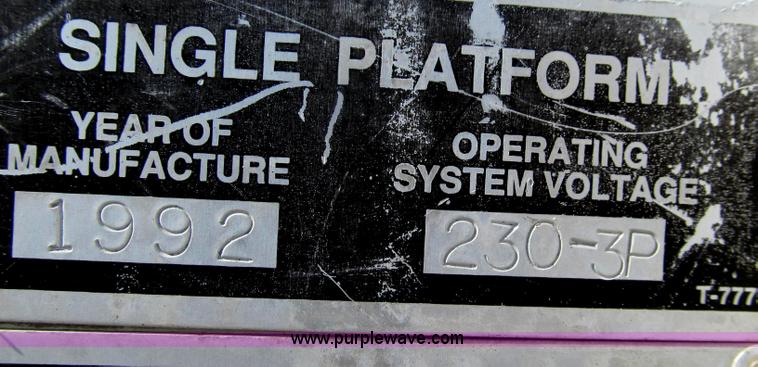 SINGLE PLATFORM
YEAR OF
MANUFACTURE
1992
OPERATING
SYSTEM VOLTAGE
230-3P
T-777
www.purplewave.com